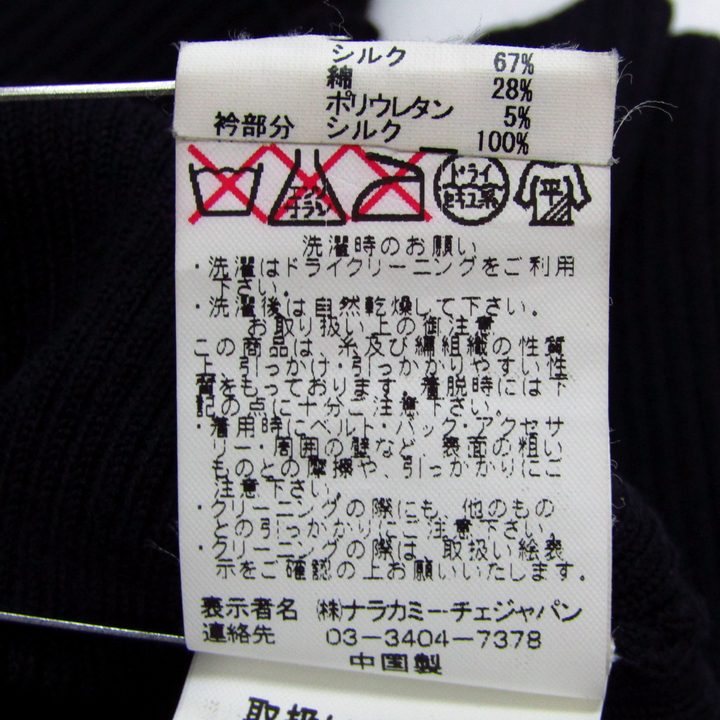 シルク 67%
綿 28%
ポリウレタン 5%
衿部分 シルク 100%
エンソ
サラシ
ドライ
セキユ系
平
洗濯時のお願い
・洗濯はドライクリーニングをご利用
下さい。
・洗濯後は自然乾燥して下さい。
お取り扱い上の御注意
この商品は、糸及び編組織の性質
上、引っかけ・引っかかりやすい性
質をもっております。着脱時には下
記の点に十分ご注意下さい。
・着用時にベルト・バック・アクセサ
リー・周囲の壁など、表面の粗い
ものとの摩擦や、引っかかりにご
注意下さい。
・クリーニングの際にも、他のもの
との引っかかりにご注意下さい。
・クリーニングの際は、取扱い絵表
示をご確認の上お願いいたします。
表示者名 ㈱ナラカミーチェジャパン
連絡先 03-3404-7378
中国製
取扱い